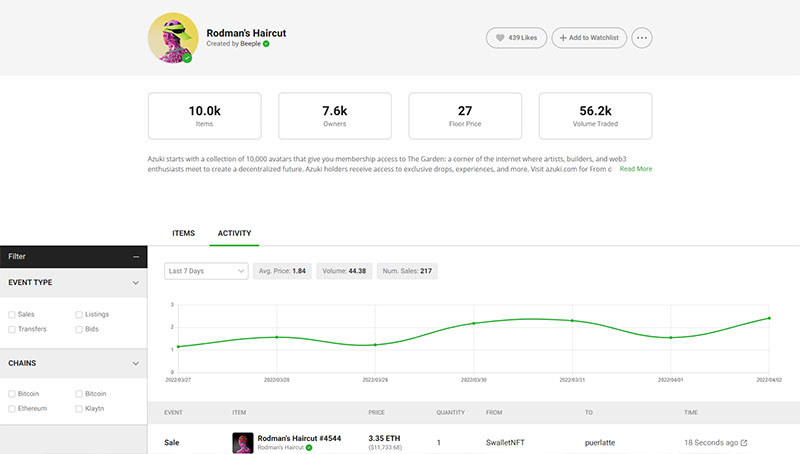 Rodman's Haircut
Created by Beeple
439 Likes
+ Add to Watchlist
10.0k
Items
7.6k
Owners
27
Floor Price
56.2k
Volume Traded
Azuki starts with a collection of 10,000 avatars that give you membership access to The Garden: a corner of the internet where artists, builders, and web3
enthusiasts meet to create a decentralized future. Azuki holders receive access to exclusive drops, experiences, and more. Visit azuki.com for From c Read More
ITEMS ACTIVITY
Filter
EVENT TYPE
Sales Listings
Transfers Bids
CHAINS
Bitcoin Bitcoin
Ethereum Klaytn
Last 7 Days Avg. Price: 1.84 Volume: 44.38 Num. Sales: 217
3
2
1
0
2022/03/27 2022/03/28 2022/03/29 2022/03/30 2022/03/31 2022/04/01 2022/04/02
EVENT ITEM PRICE QUANTITY FROM TO TIME
Sale Rodman's Haircut #4544 3.35 ETH 1 SwalletNFT puerlatte 18 Seconds ago
Rodman's Haircut ($11,733.68)